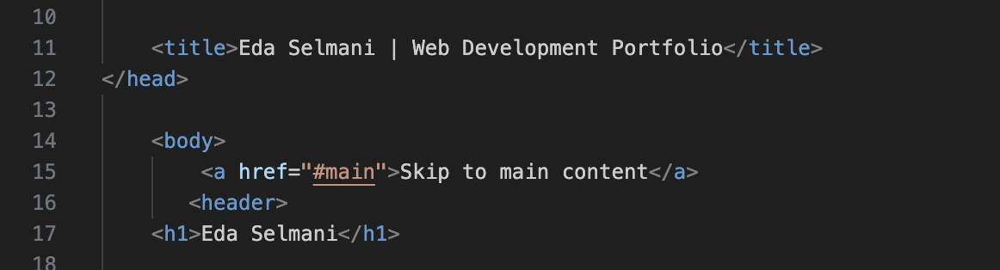 10
11 <title>Eda Selmani | Web Development Portfolio</title>
12 </head>
13
14 <body>
15 <a href="#main">Skip to main content</a>
16 <header>
17 <h1>Eda Selmani</h1>
18